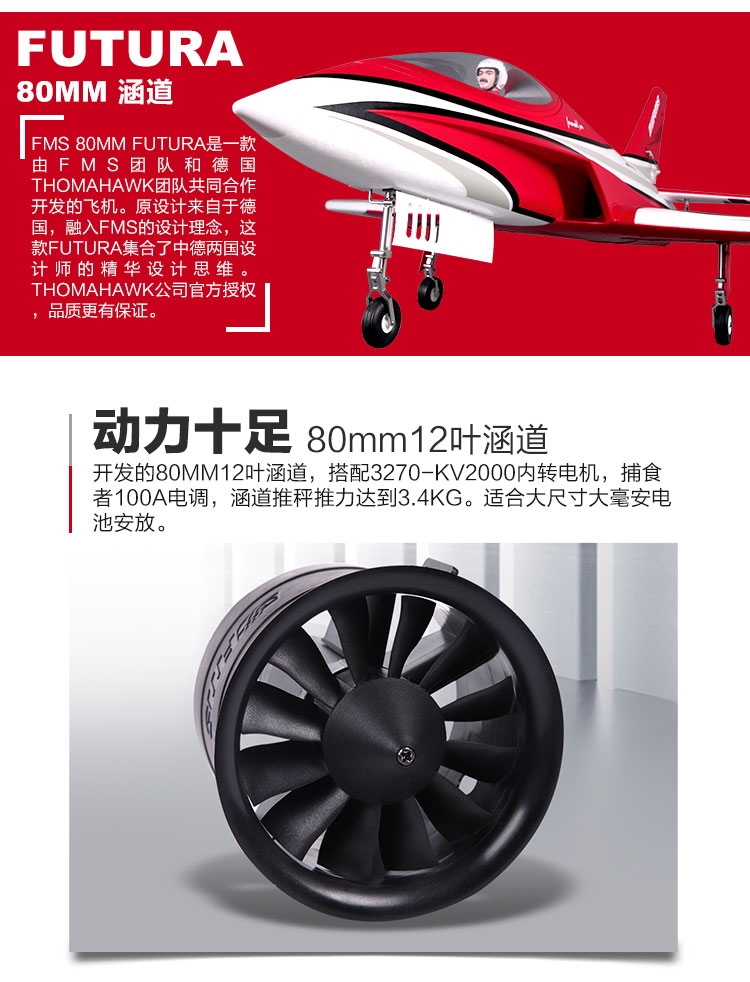 FUTURA
80MM 涵道
FMS 80MM FUTURA是一款
由FMS团队和德国
THOMAHAWK团队共同合作
开发的飞机。原设计来自于德
国，融入FMS的设计理念，这
款FUTURA集合了中德两国设
计师的精华设计思维。
THOMAHAWK公司官方授权
，品质更有保证。
动力十足 80mm12叶涵道
开发的80MM12叶涵道，搭配3270-KV2000内转电机，捕食
者100A电调，涵道推秤推力达到3.4KG。适合大尺寸大毫安电
池安放。